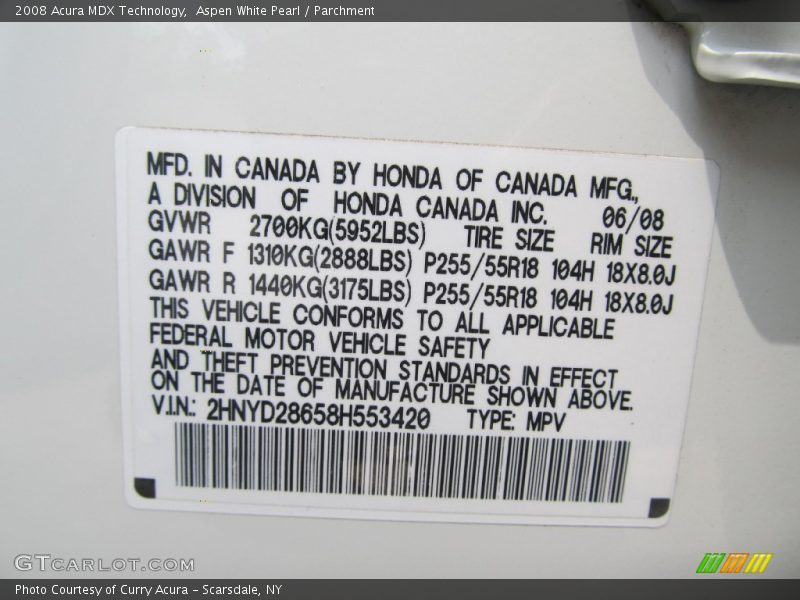 2008 Acura MDX Technology, Aspen White Pearl / Parchment
MFD. IN CANADA BY HONDA OF CANADA MFG.,
A DIVISION OF HONDA CANADA INC. 06/08
GVWR 2700KG(5952LBS) TIRE SIZE RIM SIZE
GAWR F 1310KG(2888LBS) P255/55R18 104H 18X8.0J
GAWR R 1440KG(3175LBS) P255/55R18 104H 18X8.0J
THIS VEHICLE CONFORMS TO ALL APPLICABLE
FEDERAL MOTOR VEHICLE SAFETY
AND THEFT PREVENTION STANDARDS IN EFFECT
ON THE DATE OF MANUFACTURE SHOWN ABOVE.
V.I.N.: 2HNYD28658H553420 TYPE: MPV
GTCARLOT.COM
Photo Courtesy of Curry Acura - Scarsdale, NY